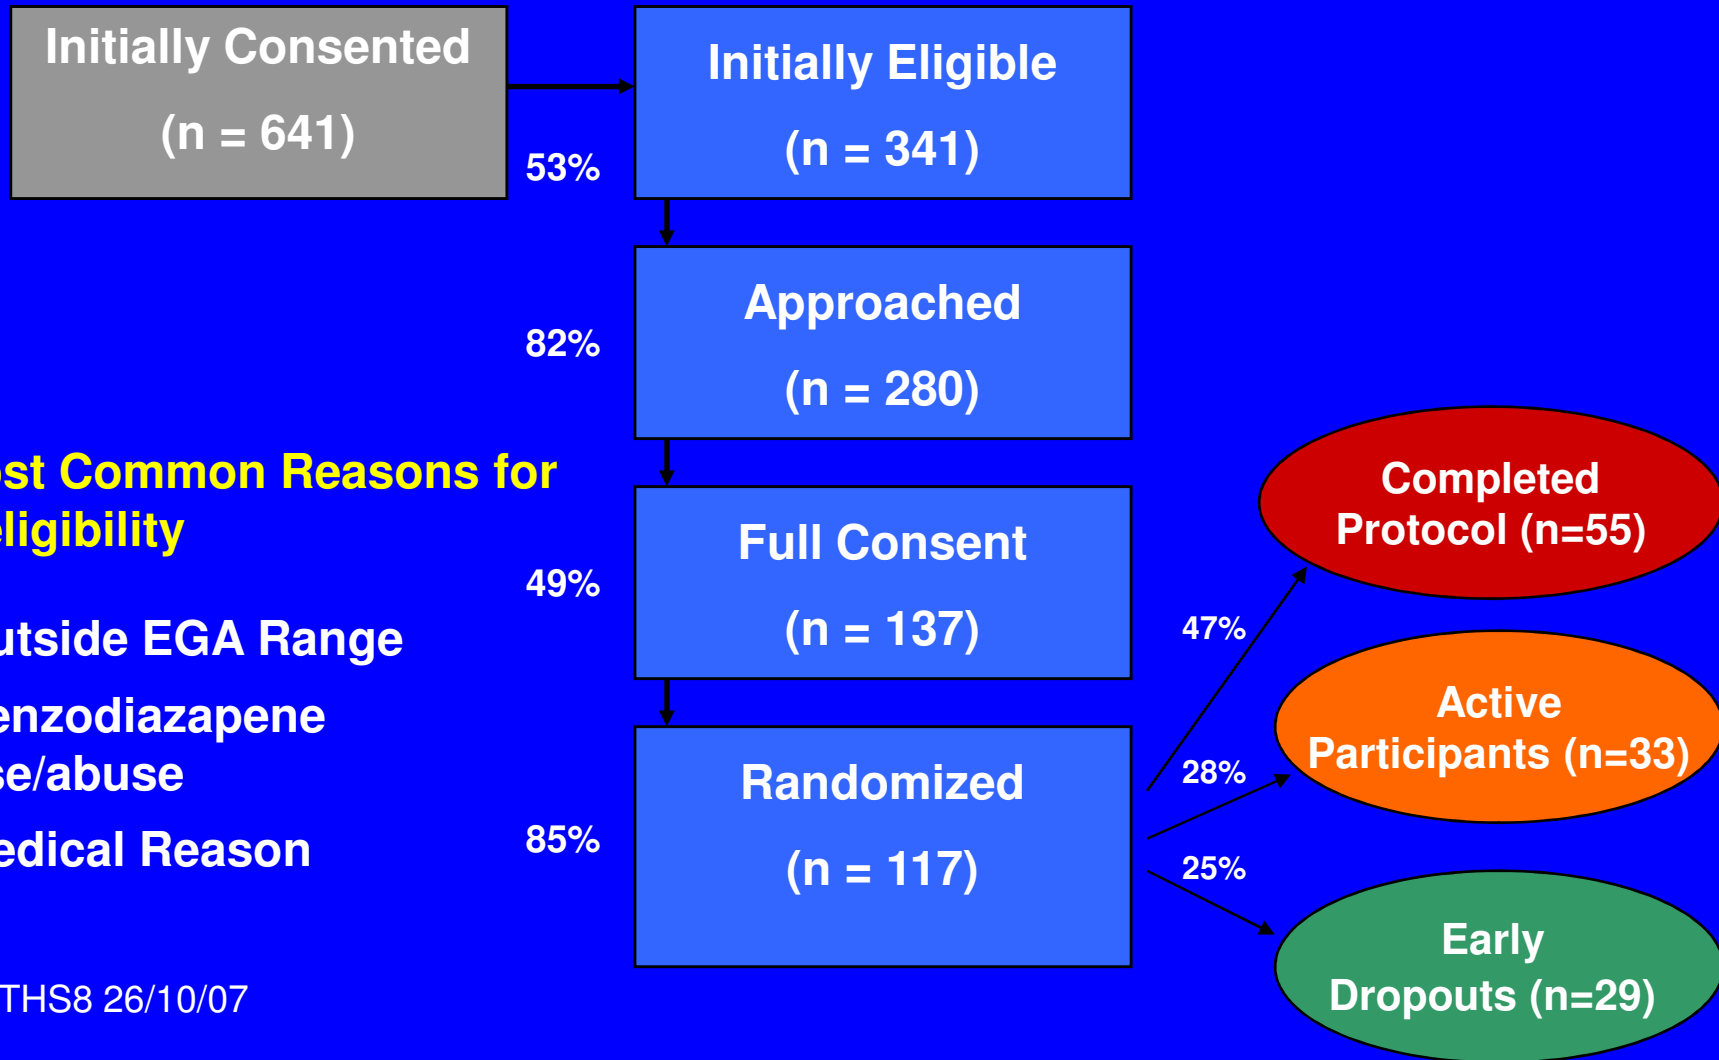 Initially Consented
(n = 641)
53%
Initially Eligible
(n = 341)
82%
Approached
(n = 280)
ost Common Reasons for
eligibility
utside EGA Range
enzodiazapene
se/abuse
edical Reason
49%
Full Consent
(n = 137)
85%
Randomized
(n = 117)
47%
Completed
Protocol (n=55)
28%
Active
Participants (n=33)
25%
Early
Dropouts (n=29)
THS8 26/10/07